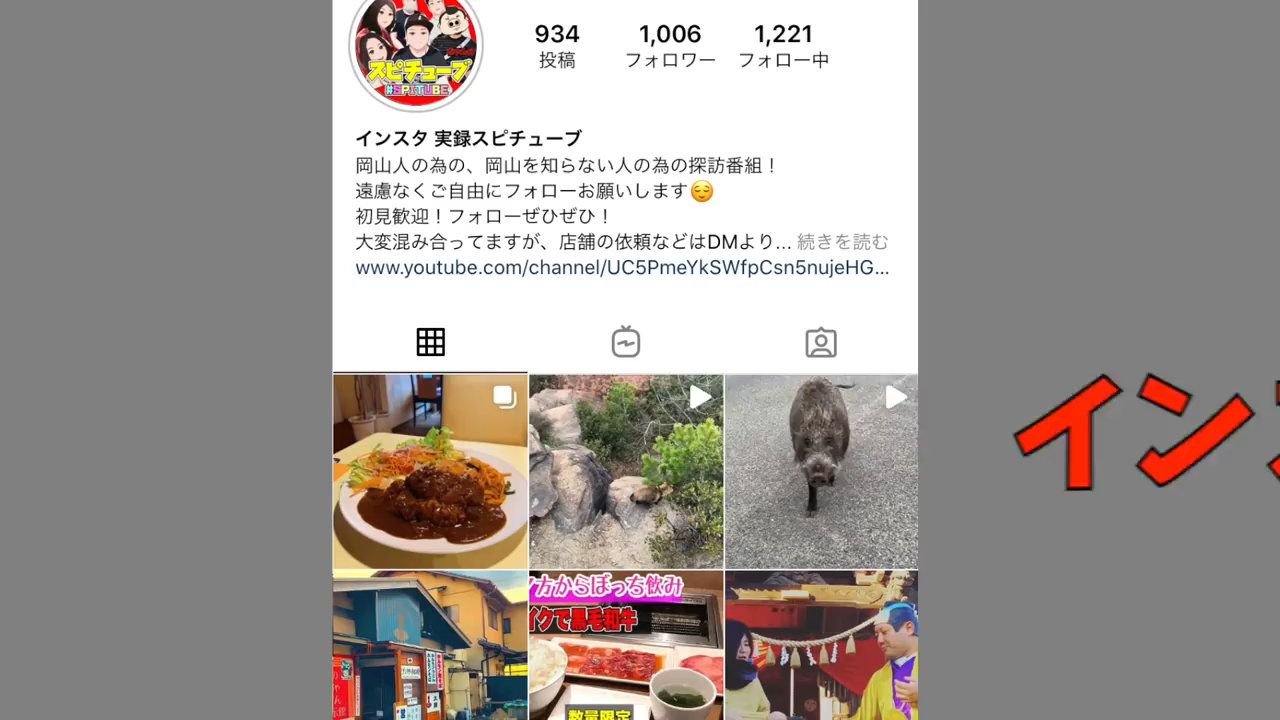 934
投稿
1,006
フォロワー
1,221
フォロー中
スピチューブ
#SPITUBE
インスタ 実録スピチューブ
岡山人の為の、岡山を知らない人の為の探訪番組！
遠慮なくご自由にフォローお願いします😌
初見歓迎！フォローぜひぜひ！
大変混み合ってますが、店舗の依頼などはDMより... 続きを読む
www.youtube.com/channel/UC5PmeYkSWfpCsn5nujeHG...
イン
方からぼっち飲み
イクで黒毛和牛
数量限定